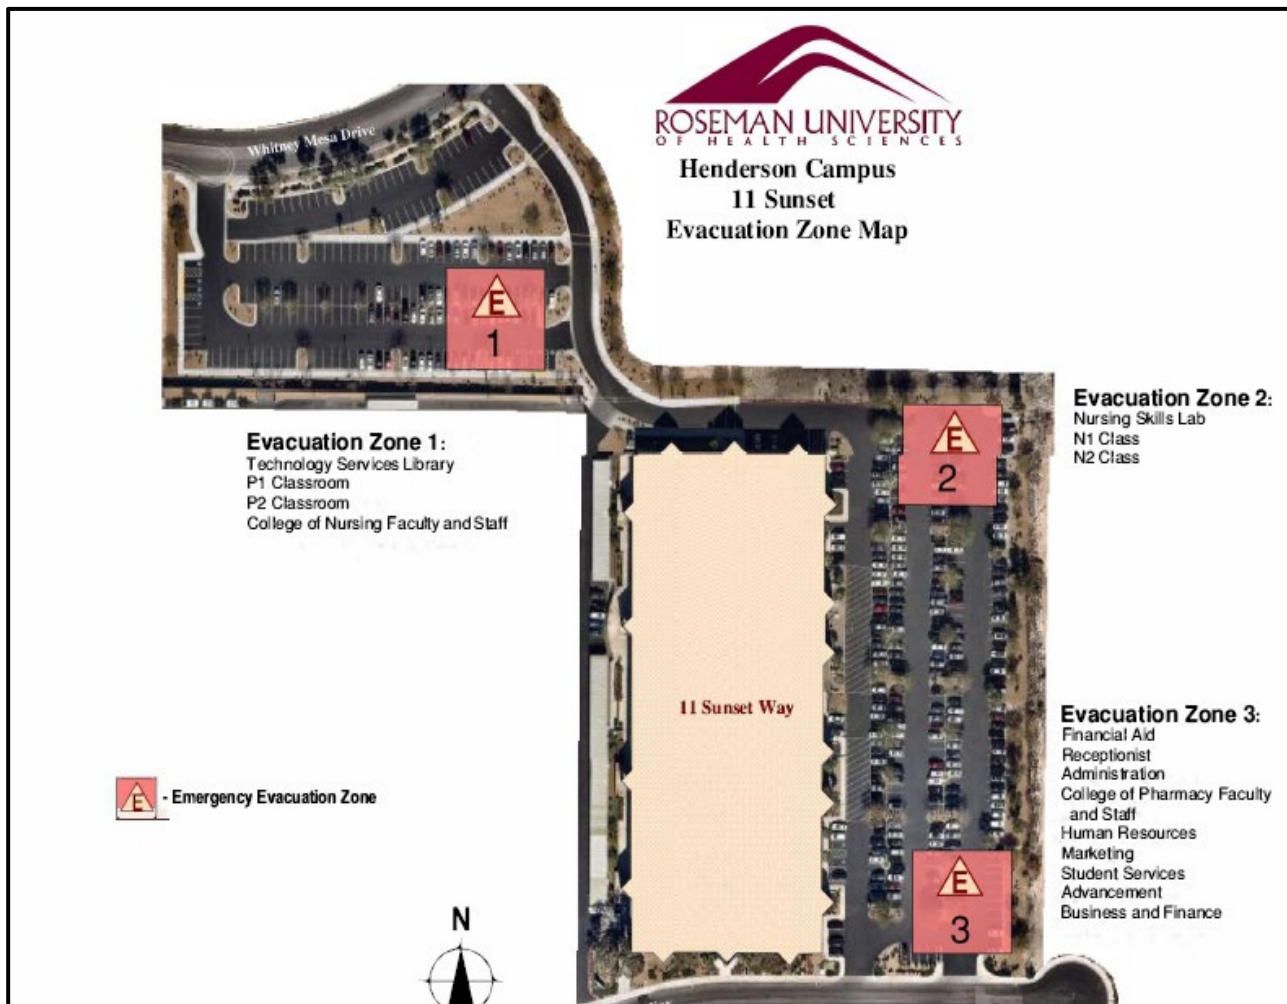 ROSEMAN UNIVERSITY
OF HEALTH SCIENCES
Henderson Campus
11 Sunset
Evacuation Zone Map
Whitney Mesa Drive
E
1
Evacuation Zone 2:
Nursing Skills Lab
N1 Class
N2 Class
E
2
Evacuation Zone 1:
Technology Services Library
P1 Classroom
P2 Classroom
College of Nursing Faculty and Staff
11 Sunset Way
Evacuation Zone 3:
Financial Aid
Receptionist
Administration
College of Pharmacy Faculty
and Staff
Human Resources
Marketing
Student Services
Advancement
Business and Finance
E
- Emergency Evacuation Zone
E
3
N